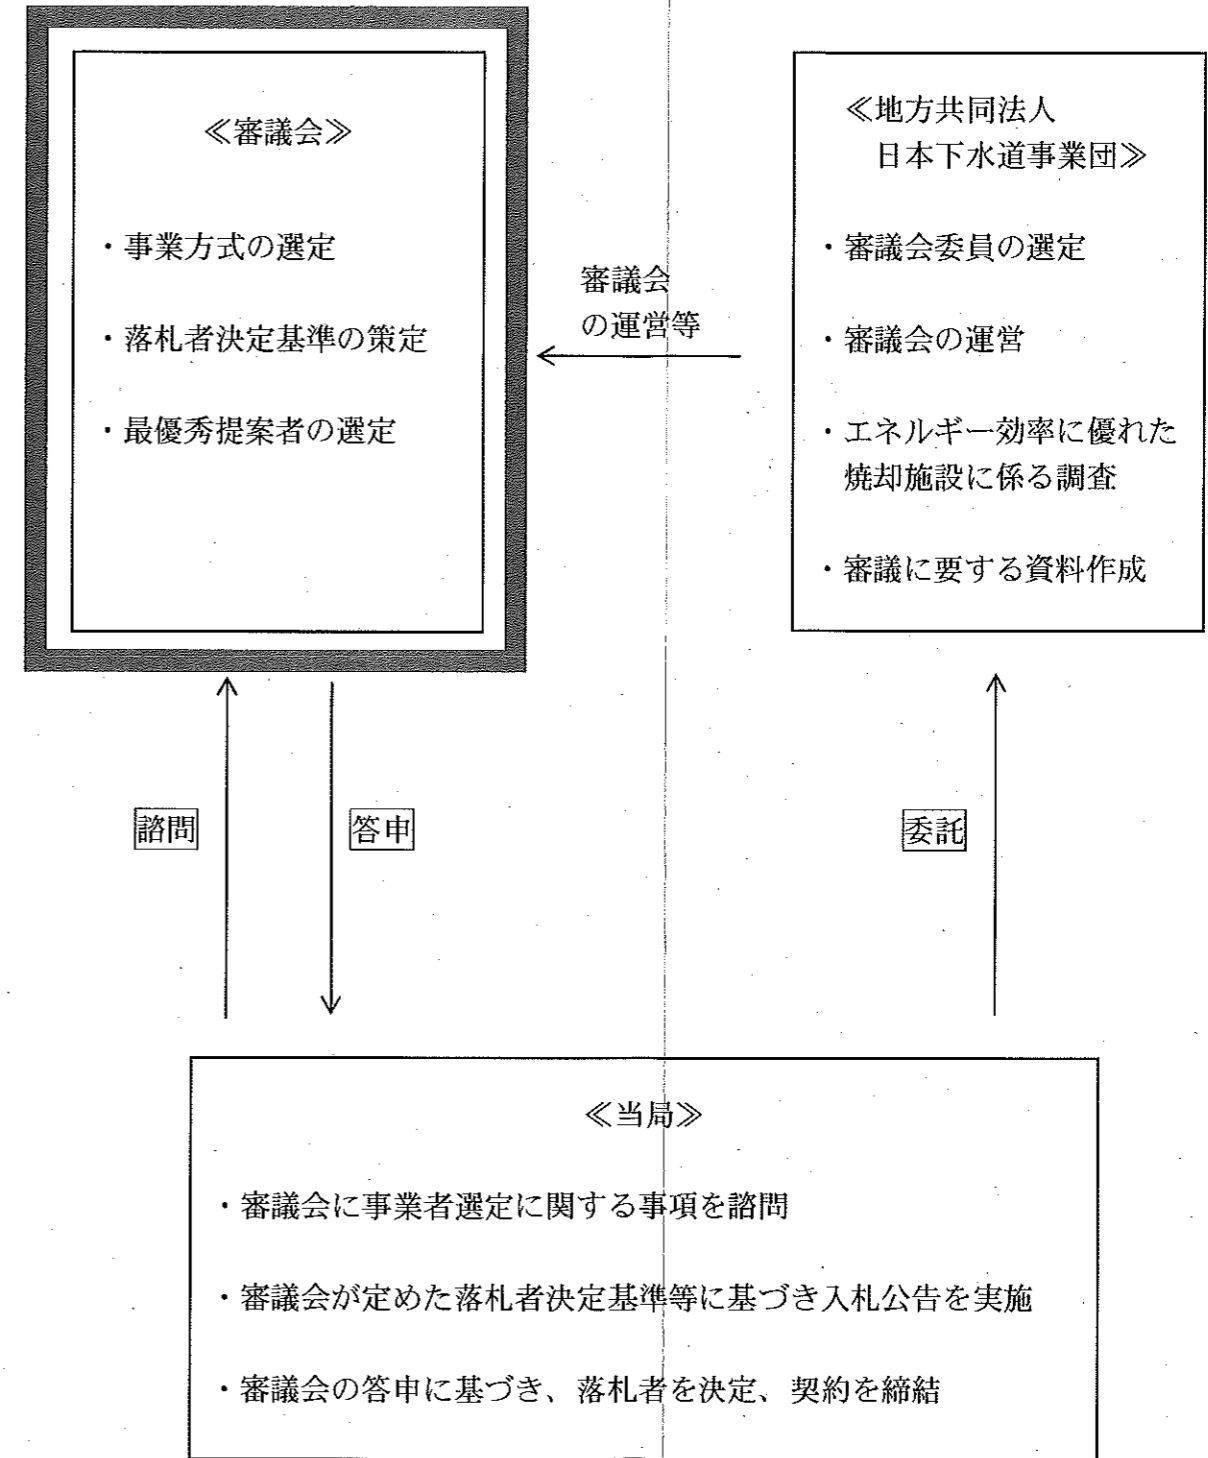 ≪審議会≫
・事業方式の選定
・落札者決定基準の策定
・最優秀提案者の選定
審議会
の運営等
≪地方共同法人
日本下水道事業団≫
・審議会委員の選定
・審議会の運営
・エネルギー効率に優れた
焼却施設に係る調査
・審議に要する資料作成
諮問
答申
委託
≪当局≫
・審議会に事業者選定に関する事項を諮問
・審議会が定めた落札者決定基準等に基づき入札公告を実施
・審議会の答申に基づき、落札者を決定、契約を締結